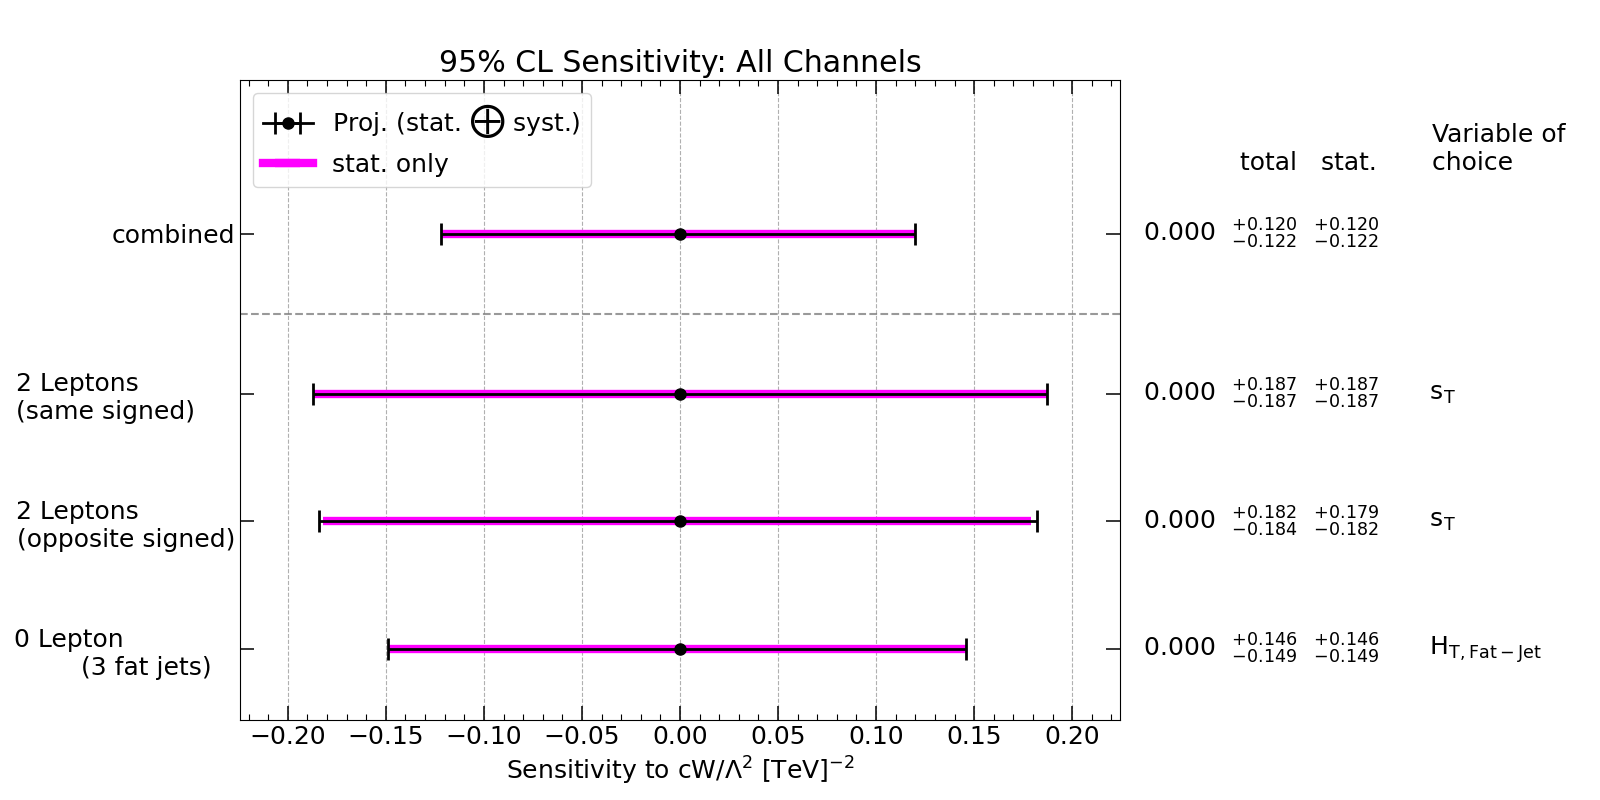 95% CL Sensitivity: All Channels
Proj. (stat. ⊕ syst.)
stat. only
total stat. Variable of
choice
combined 0.000 +0.120 −0.122 +0.120 −0.122
2 Leptons
(same signed) 0.000 +0.187 −0.187 +0.187 −0.187 s_T
2 Leptons
(opposite signed) 0.000 +0.182 −0.184 +0.179 −0.182 s_T
0 Lepton
(3 fat jets) 0.000 +0.146 −0.149 +0.146 −0.149 H_T, Fat − Jet
−0.20 −0.15 −0.10 −0.05 0.00 0.05 0.10 0.15 0.20
Sensitivity to cW/Λ² [TeV]⁻²